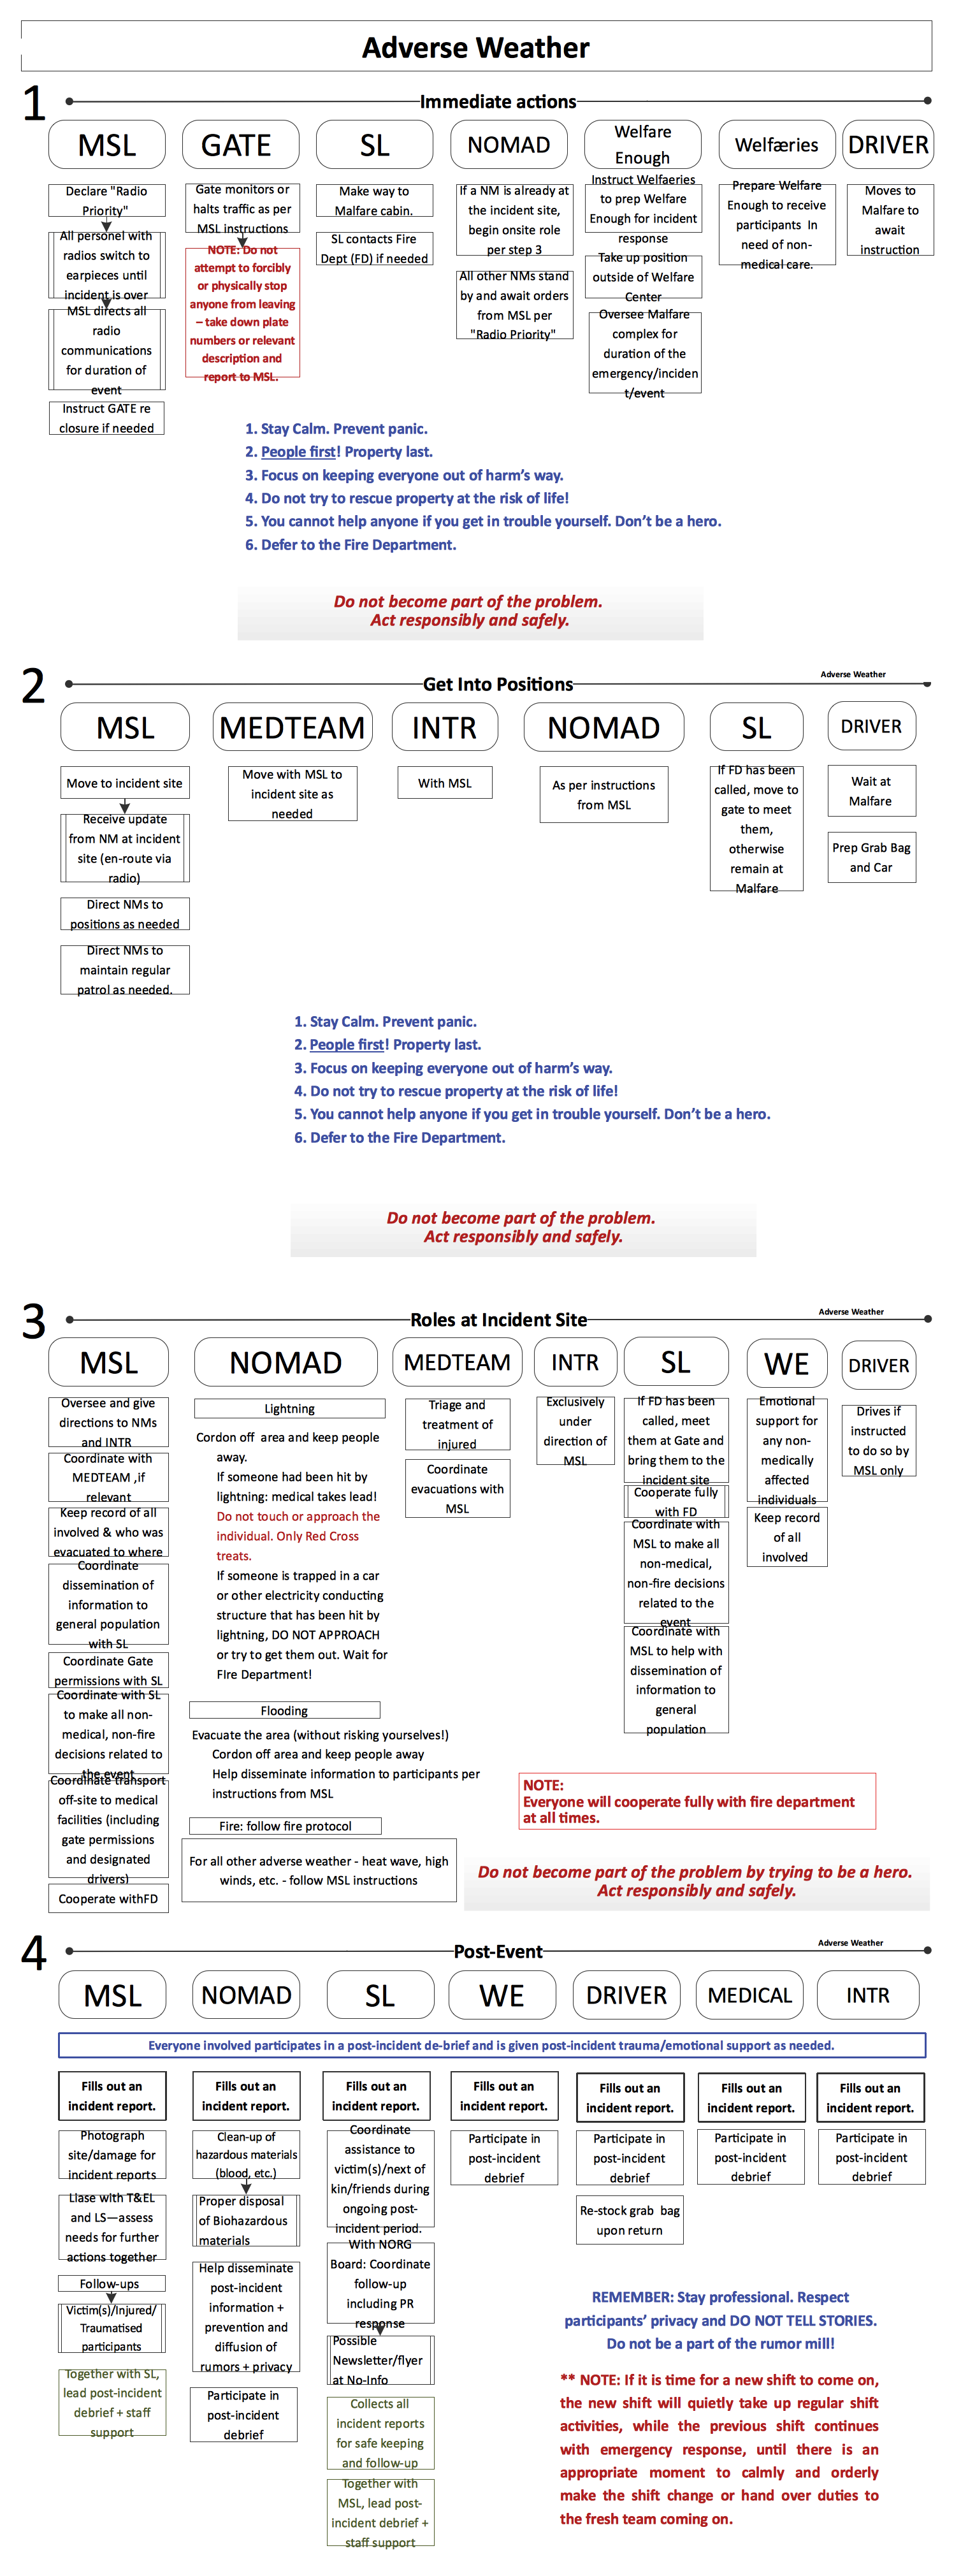 Adverse Weather
1
Immediate actions
MSL
GATE
SL
NOMAD
Welfare
Enough
Welfæries
DRIVER
Declare "Radio
Priority"
All personel with
radios switch to
earpieces until
incident is over
MSL directs all
radio
communications
for duration of
event
Instruct GATE re
closure if needed
Gate monitors or
halts traffic as per
MSL instructions
NOTE: Do not
attempt to forcibly
or physically stop
anyone from leaving
– take down plate
numbers or relevant
description and
report to MSL.
Make way to
Malfare cabin.
SL contacts Fire
Dept (FD) if needed
If a NM is already at
the incident site,
begin onsite role
per step 3
All other NMs stand
by and await orders
from MSL per
"Radio Priority"
Instruct Welfaeries
to prep Welfare
Enough for incident
response
Take up position
outside of Welfare
Center
Oversee Malfare
complex for
duration of the
emergency/inciden
t/event
Prepare Welfare
Enough to receive
participants In
need of non-
medical care.
Moves to
Malfare to
await
instruction
1. Stay Calm. Prevent panic.
2. People first! Property last.
3. Focus on keeping everyone out of harm's way.
4. Do not try to rescue property at the risk of life!
5. You cannot help anyone if you get in trouble yourself. Don't be a hero.
6. Defer to the Fire Department.
Do not become part of the problem.
Act responsibly and safely.
2
Get Into Positions
Adverse Weather
MSL
MEDTEAM
INTR
NOMAD
SL
DRIVER
Move to incident site
Receive update
from NM at incident
site (en-route via
radio)
Direct NMs to
positions as needed
Direct NMs to
maintain regular
patrol as needed.
Move with MSL to
incident site as
needed
With MSL
As per instructions
from MSL
If FD has been
called, move to
gate to meet
them,
otherwise
remain at
Malfare
Wait at
Malfare
Prep Grab Bag
and Car
1. Stay Calm. Prevent panic.
2. People first! Property last.
3. Focus on keeping everyone out of harm's way.
4. Do not try to rescue property at the risk of life!
5. You cannot help anyone if you get in trouble yourself. Don't be a hero.
6. Defer to the Fire Department.
Do not become part of the problem.
Act responsibly and safely.
3
Roles at Incident Site
Adverse Weather
MSL
NOMAD
MEDTEAM
INTR
SL
WE
DRIVER
Oversee and give
directions to NMs
and INTR
Coordinate with
MEDTEAM ,if
relevant
Keep record of all
involved & who was
evacuated to where
Coordinate
dissemination of
information to
general population
with SL
Coordinate Gate
permissions with SL
Coordinate with SL
to make all non-
medical, non-fire
decisions related to
the event
Coordinate transport
off-site to medical
facilities (including
gate permissions
and designated
drivers)
Cooperate withFD
Lightning
Cordon off area and keep people
away.
If someone had been hit by
lightning: medical takes lead!
Do not touch or approach the
individual. Only Red Cross
treats.
If someone is trapped in a car
or other electricity conducting
structure that has been hit by
lightning, DO NOT APPROACH
or try to get them out. Wait for
FIre Department!
Flooding
Evacuate the area (without risking yourselves!)
Cordon off area and keep people away
Help disseminate information to participants per
instructions from MSL
Fire: follow fire protocol
For all other adverse weather - heat wave, high
winds, etc. - follow MSL instructions
Triage and
treatment of
injured
Coordinate
evacuations with
MSL
Exclusively
under
direction of
MSL
If FD has been
called, meet
them at Gate and
bring them to the
incident site
Cooperate fully
with FD
Coordinate with
MSL to make all
non-medical,
non-fire decisions
related to the
event
Coordinate with
MSL to help with
dissemination of
information to
general
population
Emotional
support for
any non-
medically
affected
individuals
Keep record
of all
involved
Drives if
instructed
to do so by
MSL only
NOTE:
Everyone will cooperate fully with fire department
at all times.
Do not become part of the problem by trying to be a hero.
Act responsibly and safely.
4
Post-Event
Adverse Weather
MSL
NOMAD
SL
WE
DRIVER
MEDICAL
INTR
Everyone involved participates in a post-incident de-brief and is given post-incident trauma/emotional support as needed.
Fills out an
incident report.
Photograph
site/damage for
incident reports
Liase with T&EL
and LS—assess
needs for further
actions together
Follow-ups
Victim(s)/Injured/
Traumatised
participants
Together with SL,
lead post-incident
debrief + staff
support
Fills out an
incident report.
Clean-up of
hazardous materials
(blood, etc.)
Proper disposal
of Biohazardous
materials
Help disseminate
post-incident
information +
prevention and
diffusion of
rumors + privacy
Participate in
post-incident
debrief
Fills out an
incident report.
Coordinate
assistance to
victim(s)/next of
kin/friends during
ongoing post-
incident period.
With NORG
Board: Coordinate
follow-up
including PR
response
Possible
Newsletter/flyer
at No-Info
Collects all
incident reports
for safe keeping
and follow-up
Together with
MSL, lead post-
incident debrief +
staff support
Fills out an
incident report.
Participate in
post-incident
debrief
Fills out an
incident report.
Participate in
post-incident
debrief
Re-stock grab bag
upon return
Fills out an
incident report.
Participate in
post-incident
debrief
Fills out an
incident report.
Participate in
post-incident
debrief
REMEMBER: Stay professional. Respect
participants' privacy and DO NOT TELL STORIES.
Do not be a part of the rumor mill!
** NOTE: If it is time for a new shift to come on,
the new shift will quietly take up regular shift
activities, while the previous shift continues
with emergency response, until there is an
appropriate moment to calmly and orderly
make the shift change or hand over duties to
the fresh team coming on.